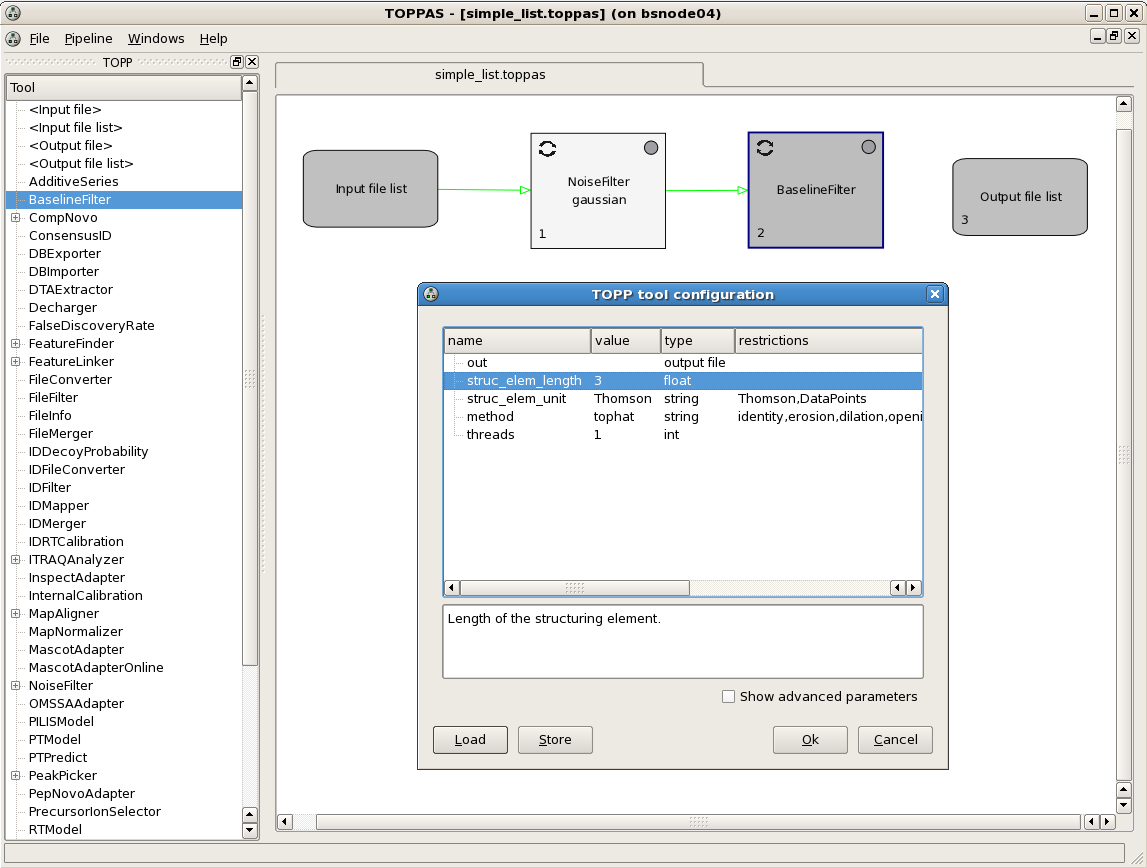 TOPPAS - [simple_list.toppas] (on bsnode04)
File Pipeline Windows Help
TOPP
Tool
<Input file>
<Input file list>
<Output file>
<Output file list>
AdditiveSeries
BaselineFilter
CompNovo
ConsensusID
DBExporter
DBImporter
DTAExtractor
Decharger
FalseDiscoveryRate
FeatureFinder
FeatureLinker
FileConverter
FileFilter
FileInfo
FileMerger
IDDecoyProbability
IDFileConverter
IDFilter
IDMapper
IDMerger
IDRTCalibration
ITRAQAnalyzer
InspectAdapter
InternalCalibration
MapAligner
MapNormalizer
MascotAdapter
MascotAdapterOnline
NoiseFilter
OMSSAAdapter
PILISModel
PTModel
PTPredict
PeakPicker
PepNovoAdapter
PrecursorIonSelector
RTModel
simple_list.toppas
Input file list
NoiseFilter
gaussian
1
BaselineFilter
2
Output file list
3
TOPP tool configuration
name value type restrictions
out output file
struc_elem_length 3 float
struc_elem_unit Thomson string Thomson,DataPoints
method tophat string identity,erosion,dilation,openi
threads 1 int
Length of the structuring element.
Show advanced parameters
Load Store Ok Cancel